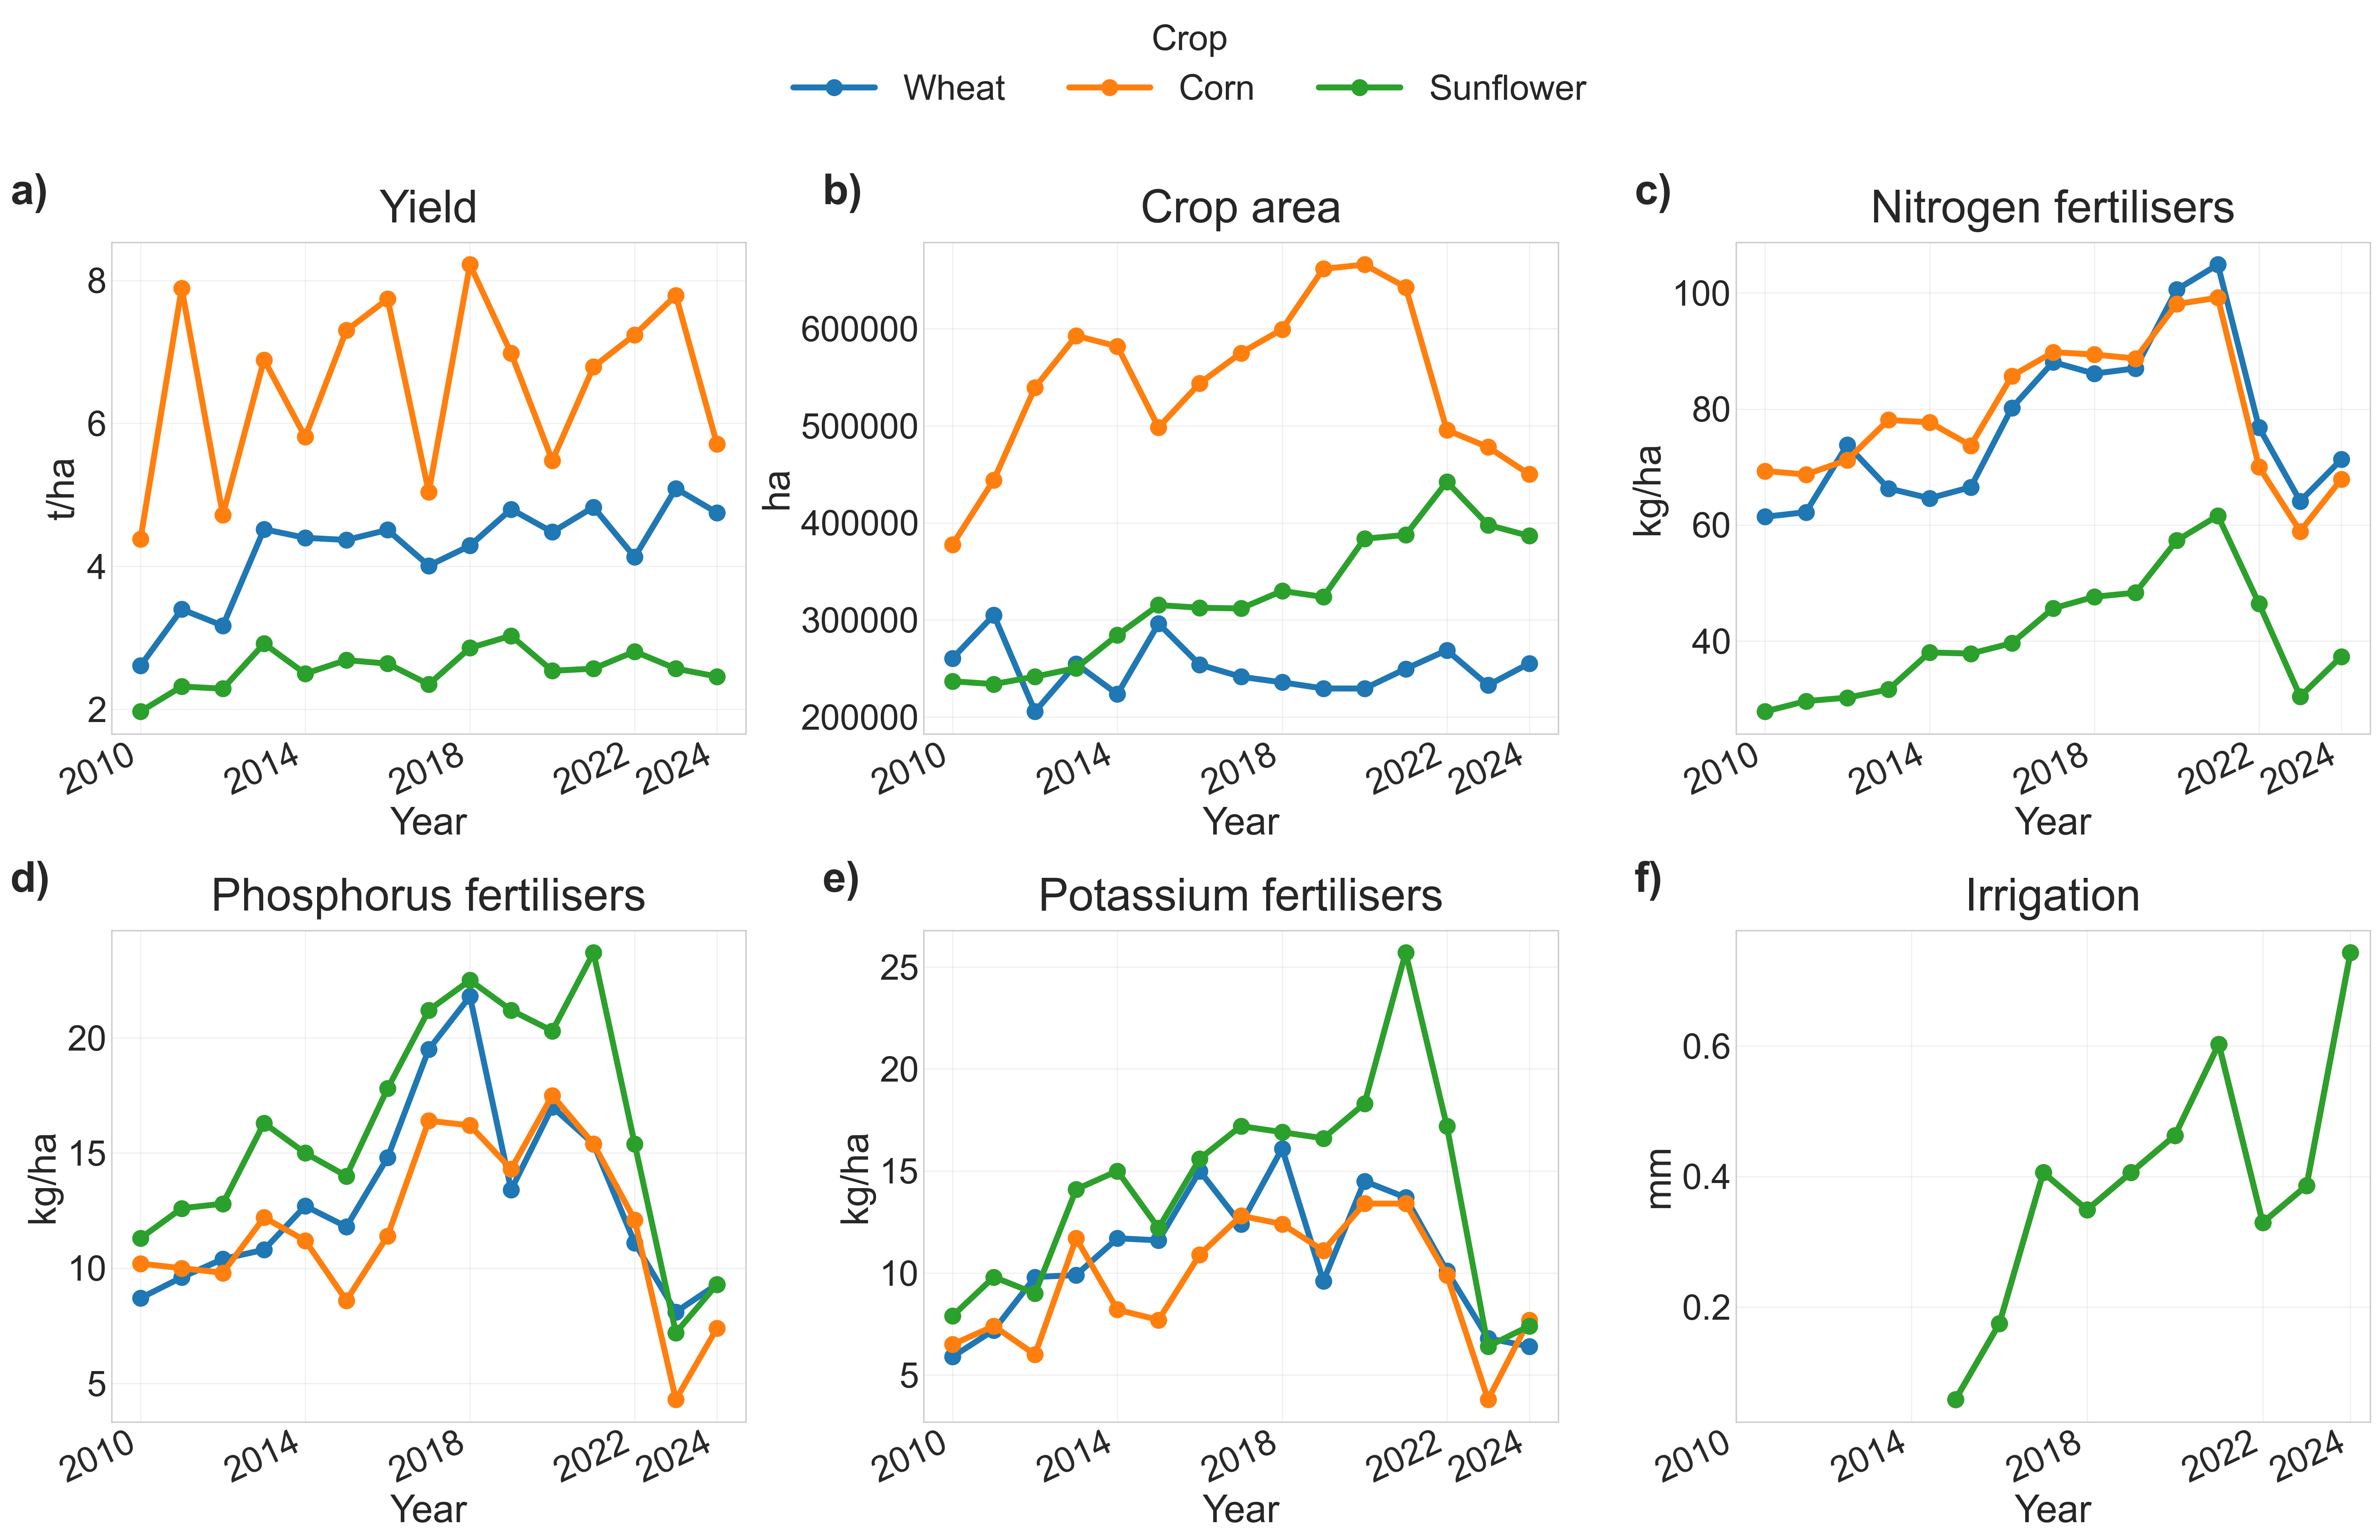 Crop
Wheat Corn Sunflower
a) Yield
t/ha
8
6
4
2
2010 2014 2018 2022 2024
Year
b) Crop area
ha
600000
500000
400000
300000
200000
2010 2014 2018 2022 2024
Year
c) Nitrogen fertilisers
kg/ha
100
80
60
40
2010 2014 2018 2022 2024
Year
d) Phosphorus fertilisers
kg/ha
20
15
10
5
2010 2014 2018 2022 2024
Year
e) Potassium fertilisers
kg/ha
25
20
15
10
5
2010 2014 2018 2022 2024
Year
f) Irrigation
mm
0.6
0.4
0.2
2010 2014 2018 2022 2024
Year